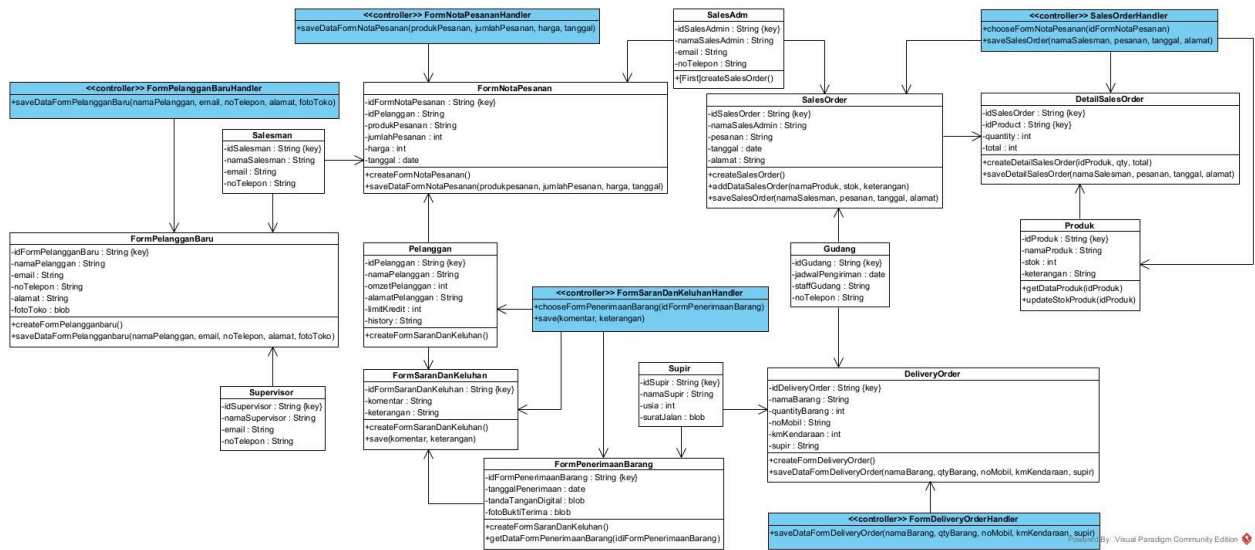 <<controller>> FormNotaPesananHandler
+saveDataFormNotaPesanan(produkPesanan, jumlahPesanan, harga, tanggal)
SalesAdm
-idSalesAdmin : String {key}
-namaSalesAdmin : String
-email : String
-noTelepon : String
+[First]createSalesOrder()
<<controller>> SalesOrderHandler
+chooseFormNotaPesanan(idFormNotaPesanan)
+saveSalesOrder(namaSalesman, pesanan, tanggal, alamat)
<<controller>> FormPelangganBaruHandler
+saveDataFormPelangganBaru(namaPelanggan, email, noTelepon, alamat, fotoToko)
FormNotaPesanan
-idFormNotaPesanan : String {key}
-idPelanggan : String
-produkPesanan : String
-jumlahPesanan : int
-harga : int
-tanggal : date
+createFormNotaPesanan()
+saveDataFormNotaPesanan(produkpesanan, jumlahPesanan, harga, tanggal)
SalesOrder
-idSalesOrder : String {key}
-namaSalesAdmin : String
-pesanan : String
-tanggal : date
-alamat : String
+createSalesOrder()
+addDataSalesOrder(namaProduk, stok, keterangan)
+saveSalesOrder(namaSalesman, pesanan, tanggal, alamat)
DetailSalesOrder
-idSalesOrder : String {key}
-idProduct : String {key}
-quantity : int
-total : int
+createDetailSalesOrder(idProduk, qty, total)
+saveDetailSalesOrder(namaSalesman, pesanan, tanggal, alamat)
Salesman
-idSalesman : String {key}
-namaSalesman : String
-email : String
-noTelepon : String
FormPelangganBaru
-idFormPelangganBaru : String {key}
-namaPelanggan : String
-email : String
-noTelepon : String
-alamat : String
-fotoToko : blob
+createFormPelangganbaru()
+saveDataFormPelangganbaru(namaPelanggan, email, noTelepon, alamat, fotoToko)
Pelanggan
-idPelanggan : String {key}
-namaPelanggan : String
-omzetPelanggan : int
-alamatPelanggan : String
-limitKredit : int
-history : String
+createFormSaranDanKeluhan()
Gudang
-idGudang : String {key}
-jadwalPengiriman : date
-staffGudang : String
-noTelepon : String
Produk
-idProduk : String {key}
-namaProduk : String
-stok : int
-keterangan : String
+getDataProduk(idProduk)
+updateStokProduk(idProduk)
<<controller>> FormSaranDanKeluhanHandler
+chooseFormPenerimaanBarang(idFormPenerimaanBarang)
+save(komentar, keterangan)
Supervisor
-idSupervisor : String {key}
-namaSupervisor : String
-email : String
-noTelepon : String
FormSaranDanKeluhan
-idFormSaranDanKeluhan : String {key}
-komentar : String
-keterangan : String
+createFormSaranDanKeluhan()
+save(komentar, keterangan)
Supir
-idSupir : String {key}
-namaSupir : String
-usia : int
-suratJalan : blob
DeliveryOrder
-idDeliveryOrder : String {key}
-namaBarang : String
-quantityBarang : int
-noMobil : String
-kmKendaraan : int
-supir : String
+createFormDeliveryOrder()
+saveDataFormDeliveryOrder(namaBarang, qtyBarang, noMobil, kmKendaraan, supir)
FormPenerimaanBarang
-idFormPenerimaanBarang : String {key}
-tanggalPenerimaan : date
-tandaTanganDigital : blob
-fotoBuktiTerima : blob
+createFormSaranDanKeluhan()
+getDataFormPenerimaanBarang(idiFormPenerimaanBarang)
<<controller>> FormDeliveryOrderHandler
+saveDataFormDeliveryOrder(namaBarang, qtyBarang, noMobil, kmKendaraan, supir)
Powered By: Visual Paradigm Community Edition